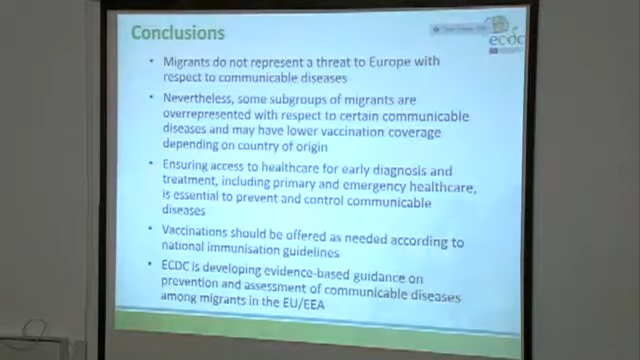 Conclusions
ecdc
• Migrants do not represent a threat to Europe with
respect to communicable diseases
• Nevertheless, some subgroups of migrants are
overrepresented with respect to certain communicable
diseases and may have lower vaccination coverage
depending on country of origin
• Ensuring access to healthcare for early diagnosis and
treatment, including primary and emergency healthcare,
is essential to prevent and control communicable
diseases
• Vaccinations should be offered as needed according to
national immunisation guidelines
• ECDC is developing evidence-based guidance on
prevention and assessment of communicable diseases
among migrants in the EU/EEA